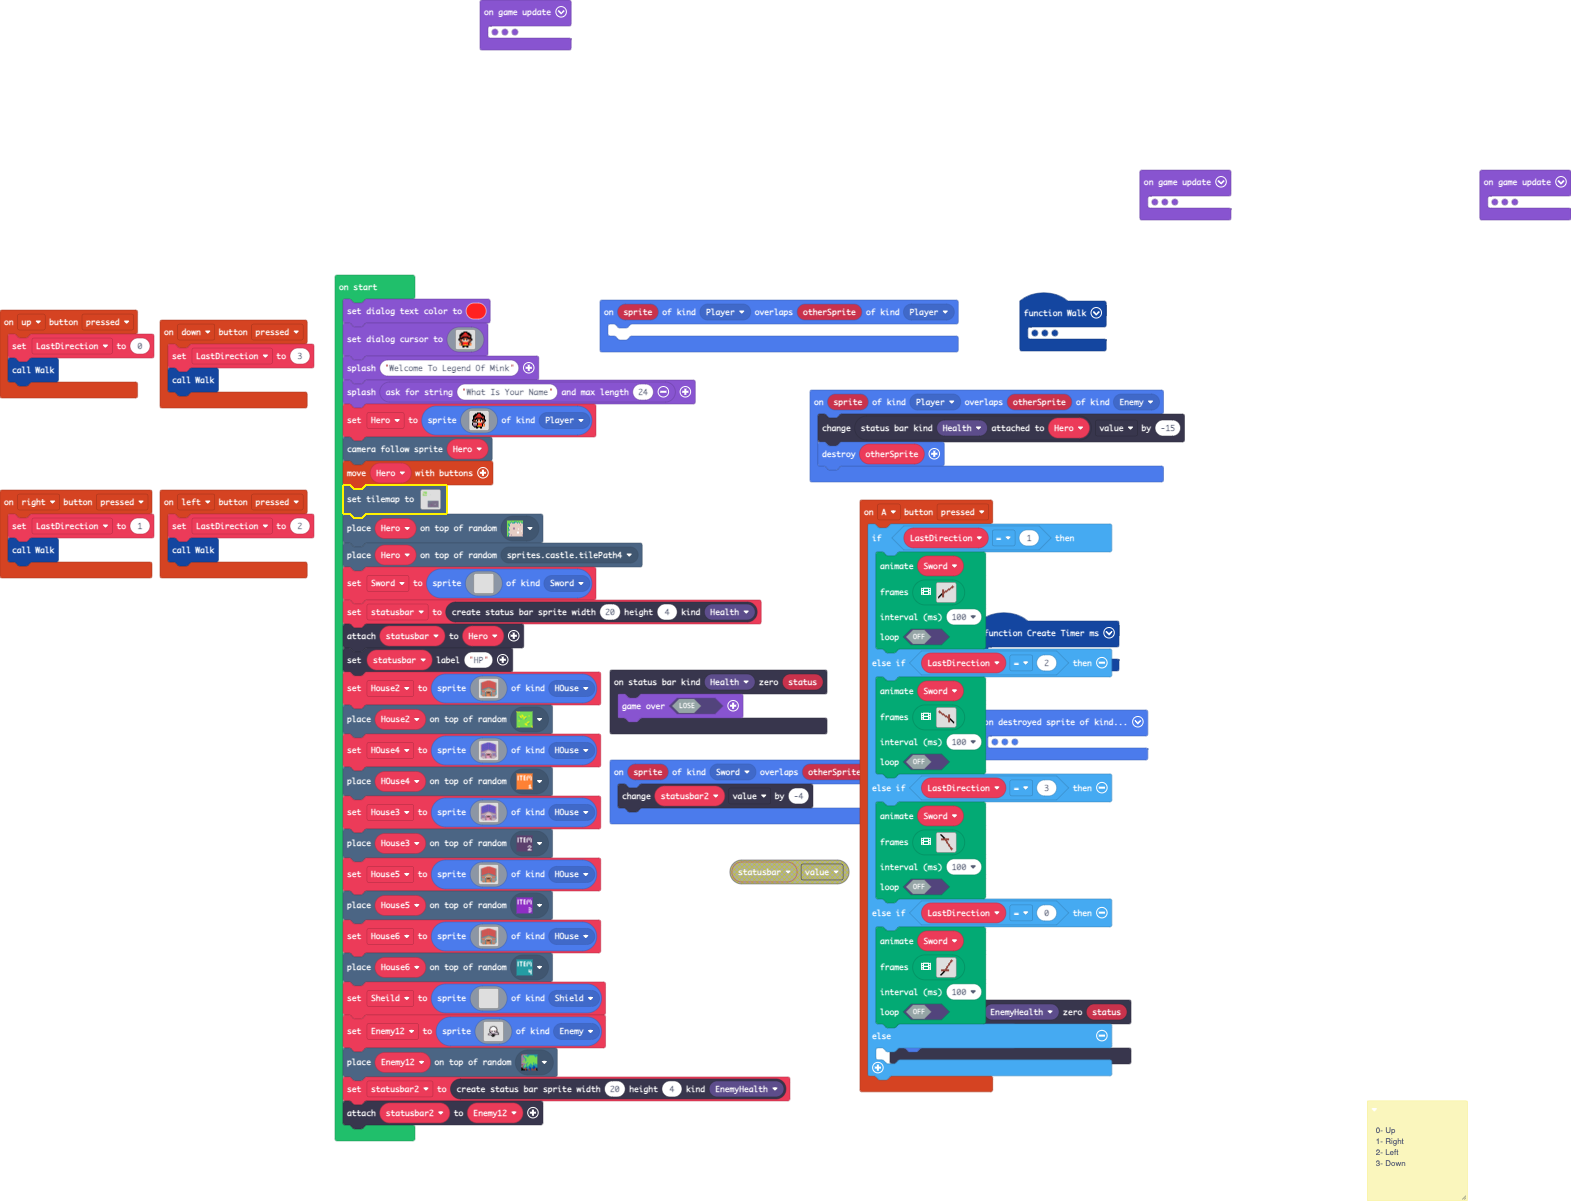 on game update
on game update
on game update
on start
set dialog text color to
set dialog cursor to
splash "Welcome To Legend Of Mink"
splash ask for string "What Is Your Name" and max length 24
set Hero to sprite of kind Player
camera follow sprite Hero
move Hero with buttons
set tilemap to
place Hero on top of random
place Hero on top of random sprites.castle.tilePath4
set Sword to sprite of kind Sword
set statusbar to create status bar sprite width 20 height 4 kind Health
attach statusbar to Hero
set statusbar label "HP"
set House2 to sprite of kind HOuse
place House2 on top of random
set HOuse4 to sprite of kind HOuse
place HOuse4 on top of random ITEM
set House3 to sprite of kind HOuse
place House3 on top of random ITEM 2
set House5 to sprite of kind HOuse
place House5 on top of random ITEM 3
set House6 to sprite of kind HOuse
place House6 on top of random ITEM 4
set Sheild to sprite of kind Shield
set Enemy12 to sprite of kind Enemy
place Enemy12 on top of random
set statusbar2 to create status bar sprite width 20 height 4 kind EnemyHealth
attach statusbar2 to Enemy12
on up button pressed
set LastDirection to 0
call Walk
on down button pressed
set LastDirection to 3
call Walk
on right button pressed
set LastDirection to 1
call Walk
on left button pressed
set LastDirection to 2
call Walk
on sprite of kind Player overlaps otherSprite of kind Player
function Walk
on sprite of kind Player overlaps otherSprite of kind Enemy
change status bar kind Health attached to Hero value by -15
destroy otherSprite
on status bar kind Health zero status
game over LOSE
on sprite of kind Sword overlaps otherSprite
change statusbar2 value by -4
statusbar value
on A button pressed
if LastDirection = 1 then
animate Sword
frames
interval (ms) 100
loop OFF
else if LastDirection = 2 then
animate Sword
frames
interval (ms) 100
loop OFF
else if LastDirection = 3 then
animate Sword
frames
interval (ms) 100
loop OFF
else if LastDirection = 0 then
animate Sword
frames
interval (ms) 100
loop OFF
else
function Create Timer ms
on destroyed sprite of kind...
EnemyHealth zero status
0- Up
1- Right
2- Left
3- Down